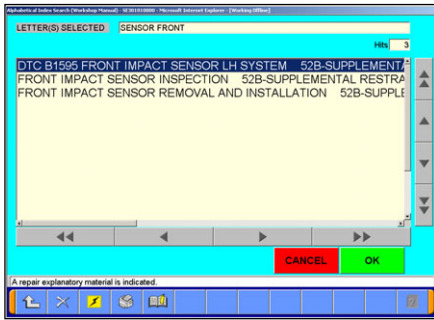 Alphabetical Index Search (Workshop Manual) - SE301010000 - Microsoft Internet Explorer - [Working Offline]
LETTER(S) SELECTED SENSOR FRONT
Hits 3
DTC B1595 FRONT IMPACT SENSOR LH SYSTEM 52B-SUPPLEMENTA
FRONT IMPACT SENSOR INSPECTION 52B-SUPPLEMENTAL RESTRA
FRONT IMPACT SENSOR REMOVAL AND INSTALLATION 52B-SUPPLE
CANCEL OK
A repair explanatory material is indicated.